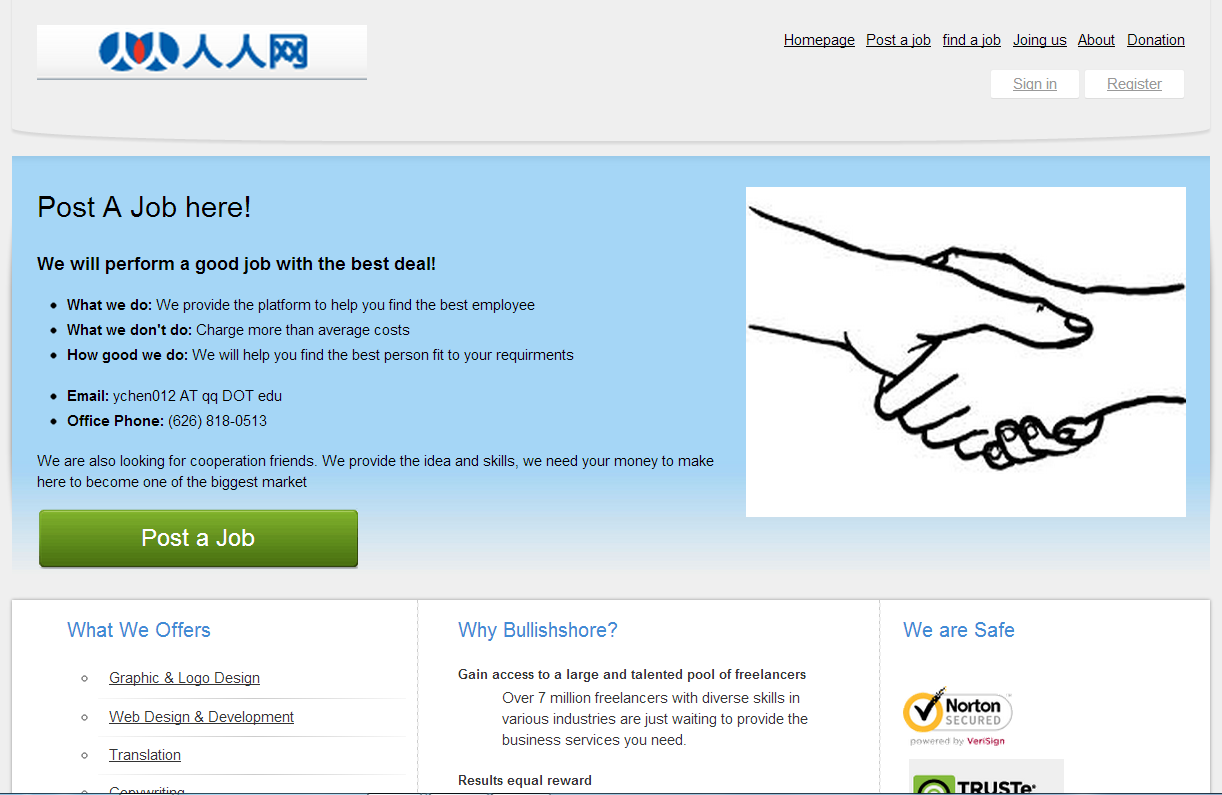 人人网
Homepage Post a job find a job Joing us About Donation
Sign in Register
Post A Job here!
We will perform a good job with the best deal!
What we do: We provide the platform to help you find the best employee
What we don't do: Charge more than average costs
How good we do: We will help you find the best person fit to your requirments
Email: ychen012 AT qq DOT edu
Office Phone: (626) 818-0513
We are also looking for cooperation friends. We provide the idea and skills, we need your money to make
here to become one of the biggest market
Post a Job
What We Offers
Graphic & Logo Design
Web Design & Development
Translation
Copywriting
Why Bullishshore?
Gain access to a large and talented pool of freelancers
Over 7 million freelancers with diverse skills in
various industries are just waiting to provide the
business services you need.
Results equal reward
We are Safe
Norton
SECURED
powered by VeriSign
TRUSTe